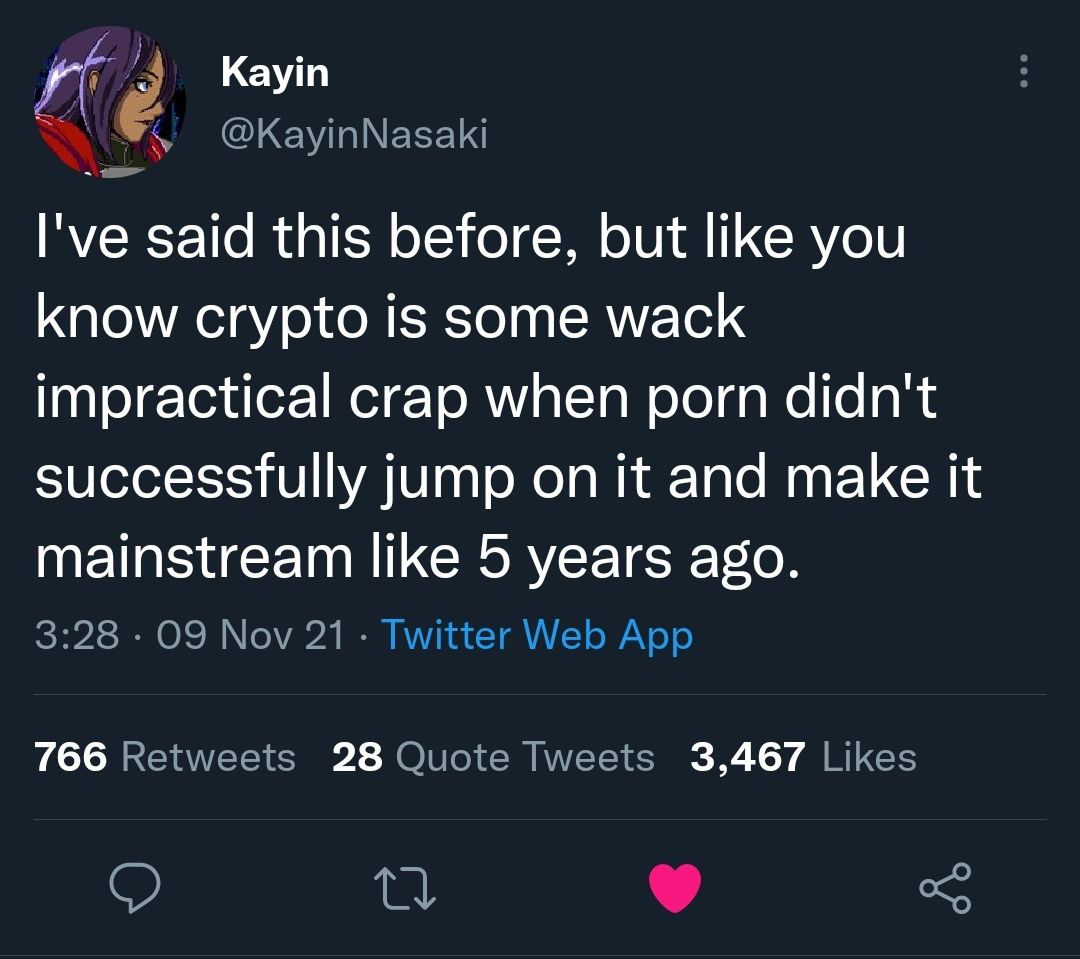 Kayin
@KayinNasaki
I've said this before, but like you
know crypto is some wack
impractical crap when porn didn't
successfully jump on it and make it
mainstream like 5 years ago.
3:28 · 09 Nov 21 · Twitter Web App
766 Retweets 28 Quote Tweets 3,467 Likes